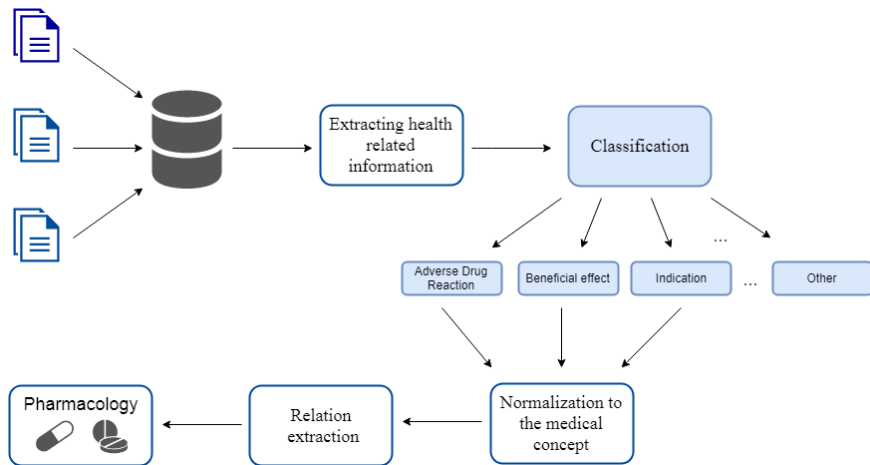 Extracting health
related
information
Classification
...
Adverse Drug
Reaction
Beneficial effect
Indication
...
Other
Pharmacology
Relation
extraction
Normalization to
the medical
concept